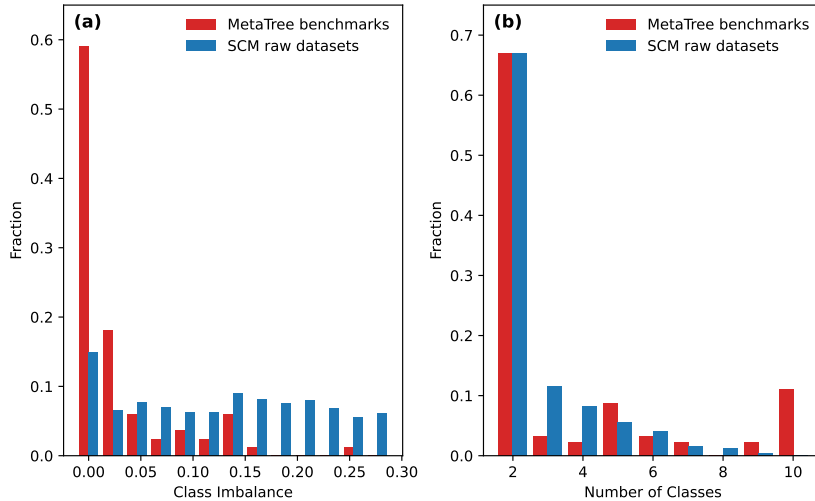 (a)
MetaTree benchmarks
SCM raw datasets
Fraction
0.6
0.5
0.4
0.3
0.2
0.1
0.0
0.00 0.05 0.10 0.15 0.20 0.25 0.30
Class Imbalance
(b)
MetaTree benchmarks
SCM raw datasets
Fraction
0.7
0.6
0.5
0.4
0.3
0.2
0.1
0.0
2 4 6 8 10
Number of Classes